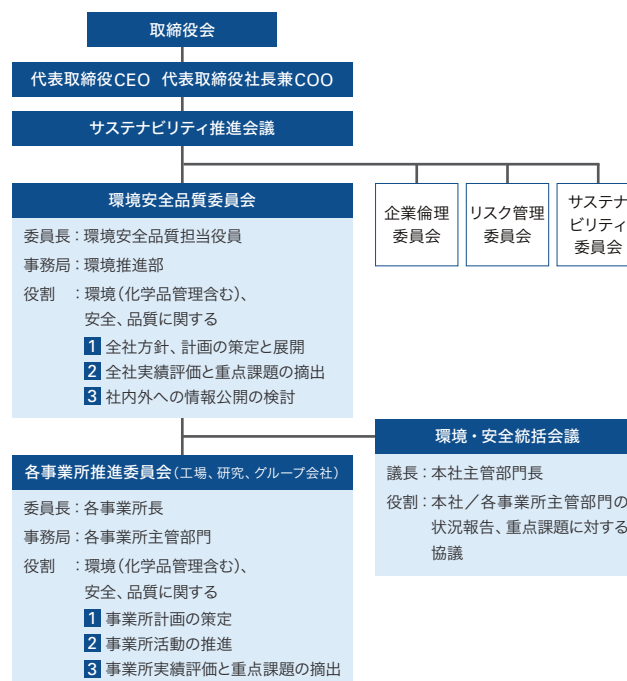 取締役会
代表取締役CEO 代表取締役社長兼COO
サステナビリティ推進会議
環境安全品質委員会
委員長：環境安全品質担当役員
事務局：環境推進部
役割　：環境（化学品管理含む）、
安全、品質に関する
1 全社方針、計画の策定と展開
2 全社実績評価と重点課題の摘出
3 社内外への情報公開の検討
企業倫理
委員会
リスク管理
委員会
サステナ
ビリティ
委員会
環境・安全統括会議
議長：本社主管部門長
役割：本社／各事業所主管部門の
状況報告、重点課題に対する
協議
各事業所推進委員会（工場、研究、グループ会社）
委員長：各事業所長
事務局：各事業所主管部門
役割　：環境（化学品管理含む）、
安全、品質に関する
1 事業所計画の策定
2 事業所活動の推進
3 事業所実績評価と重点課題の摘出